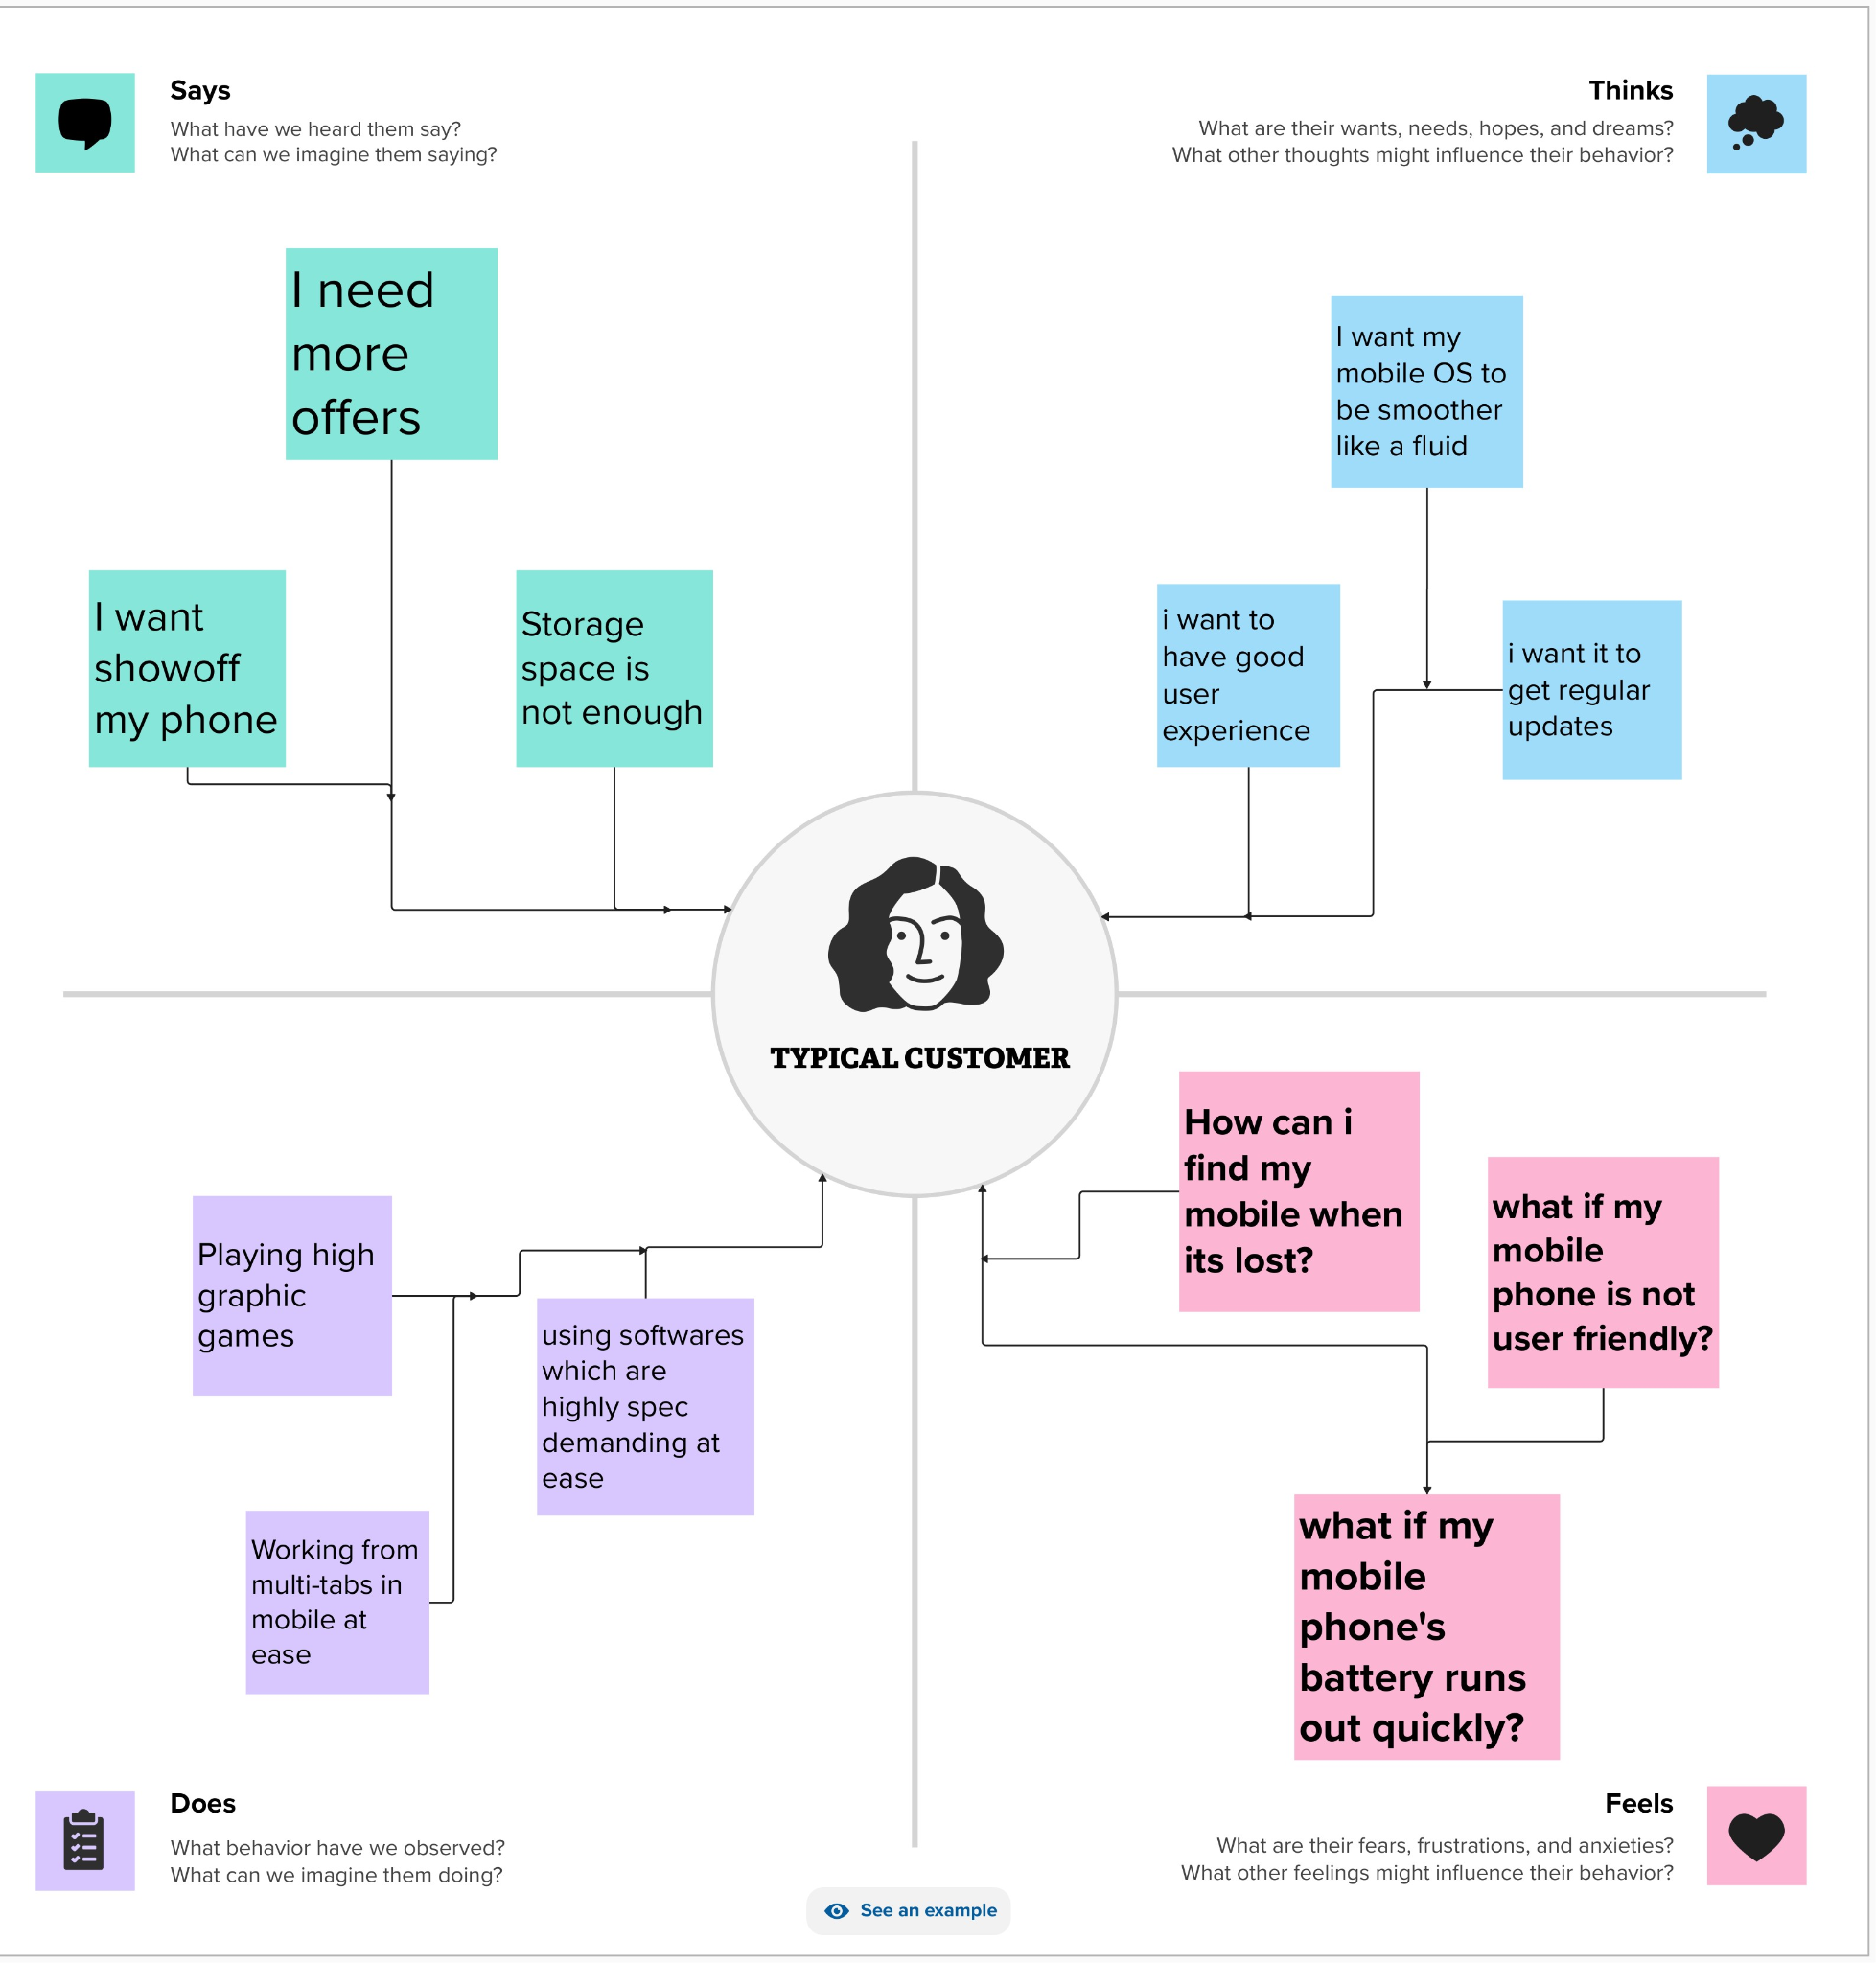 Says
What have we heard them say?
What can we imagine them saying?
Thinks
What are their wants, needs, hopes, and dreams?
What other thoughts might influence their behavior?
I need
more
offers
I want
showoff
my phone
Storage
space is
not enough
I want my
mobile OS to
be smoother
like a fluid
i want to
have good
user
experience
i want it to
get regular
updates
TYPICAL CUSTOMER
Playing high
graphic
games
using softwares
which are
highly spec
demanding at
ease
Working from
multi-tabs in
mobile at
ease
How can i
find my
mobile when
its lost?
what if my
mobile
phone is not
user friendly?
what if my
mobile
phone's
battery runs
out quickly?
Does
What behavior have we observed?
What can we imagine them doing?
Feels
What are their fears, frustrations, and anxieties?
What other feelings might influence their behavior?
See an example